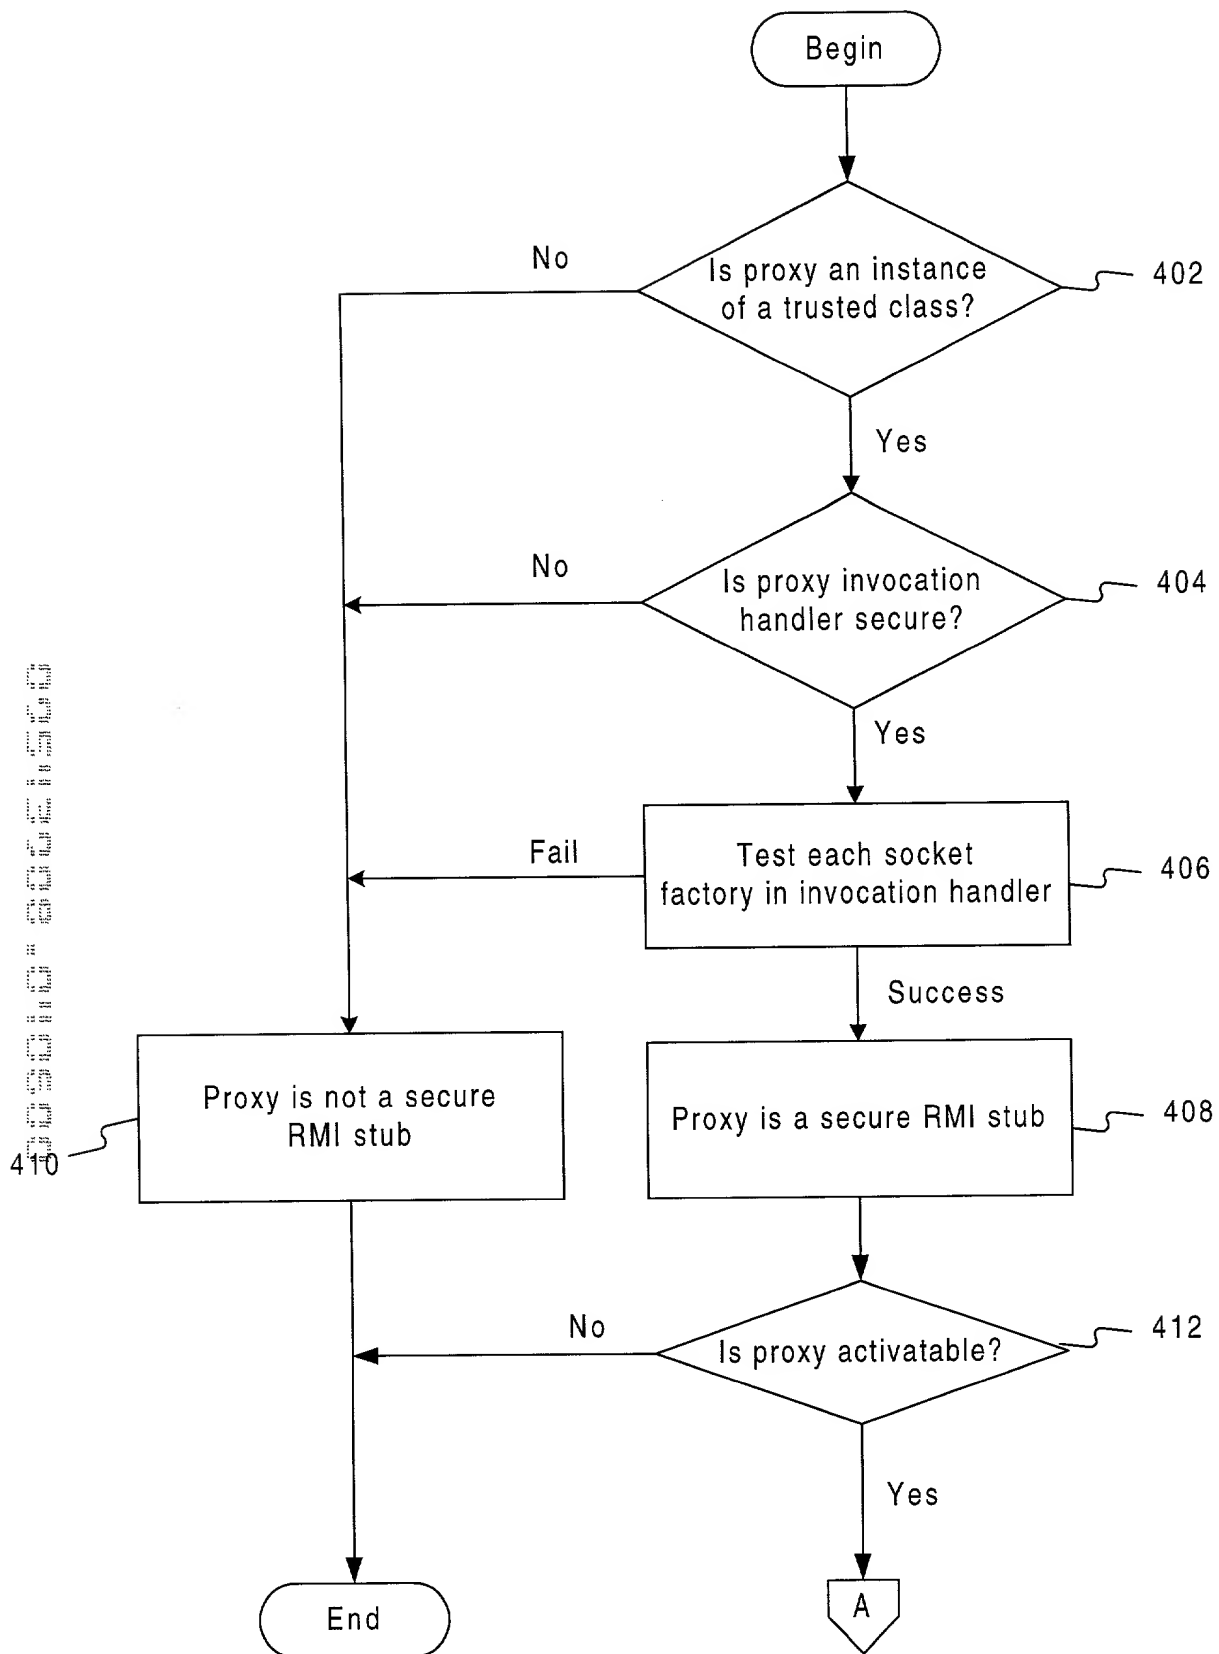 Begin
No
Is proxy an instance
of a trusted class?
402
Yes
No
Is proxy invocation
handler secure?
404
Yes
Fail
Test each socket
factory in invocation handler
406
Success
Proxy is not a secure
RMI stub
Proxy is a secure RMI stub
408
410
No
Is proxy activatable?
412
Yes
End
A